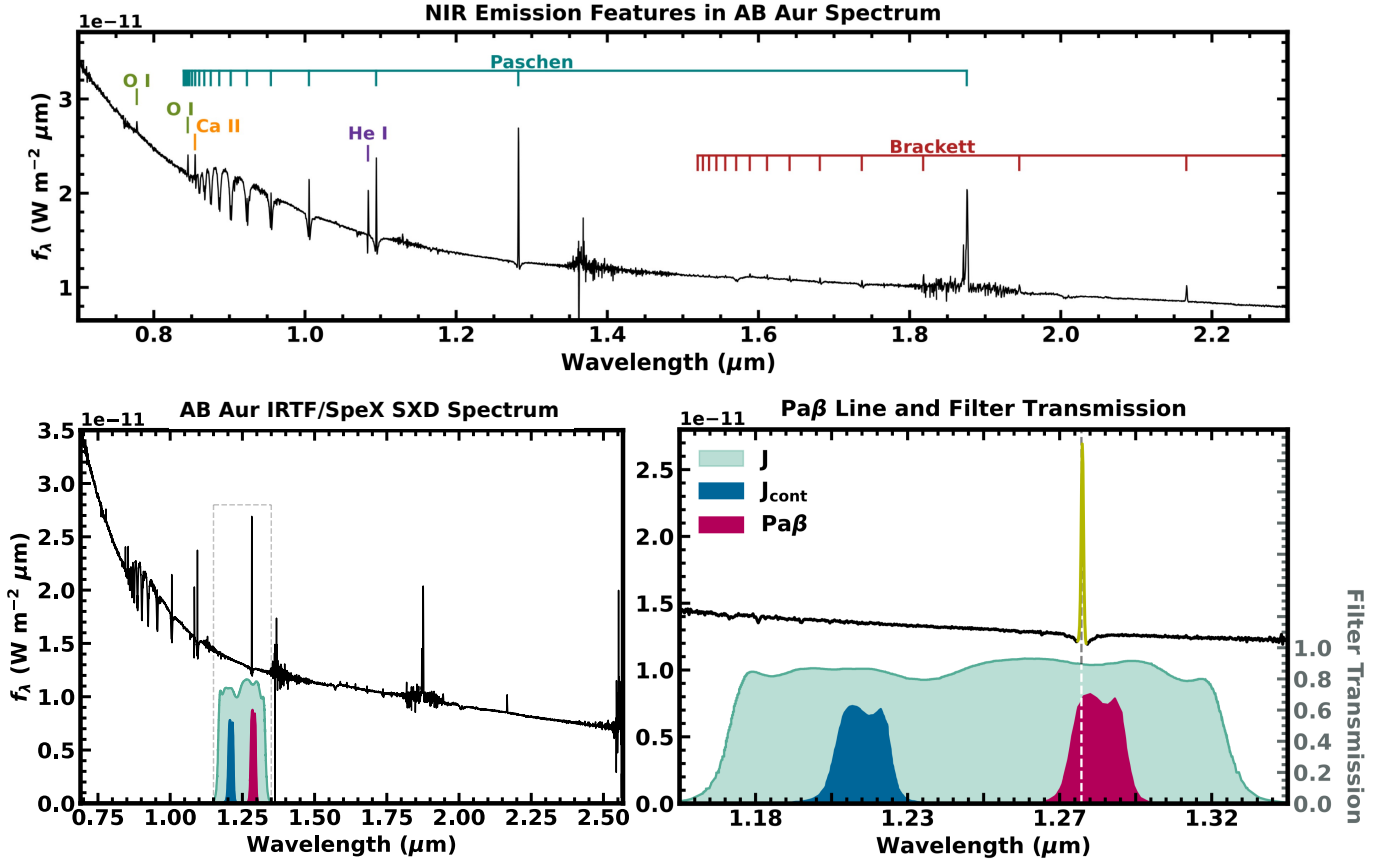 NIR Emission Features in AB Aur Spectrum
1e−11
Paschen
O I
O I
Ca II
He I
Brackett
3
2
1
f_λ (W m⁻² μm)
0.8 1.0 1.2 1.4 1.6 1.8 2.0 2.2
Wavelength (μm)
AB Aur IRTF/SpeX SXD Spectrum
1e−11
3.5
3.0
2.5
2.0
1.5
1.0
0.5
0.0
f_λ (W m⁻² μm)
0.75 1.00 1.25 1.50 1.75 2.00 2.25 2.50
Wavelength (μm)
Paβ Line and Filter Transmission
1e−11
J
J_cont
Paβ
2.5
2.0
1.5
1.0
0.5
0.0
1.0
0.8
0.6
0.4
0.2
0.0
Filter Transmission
1.18 1.23 1.27 1.32
Wavelength (μm)